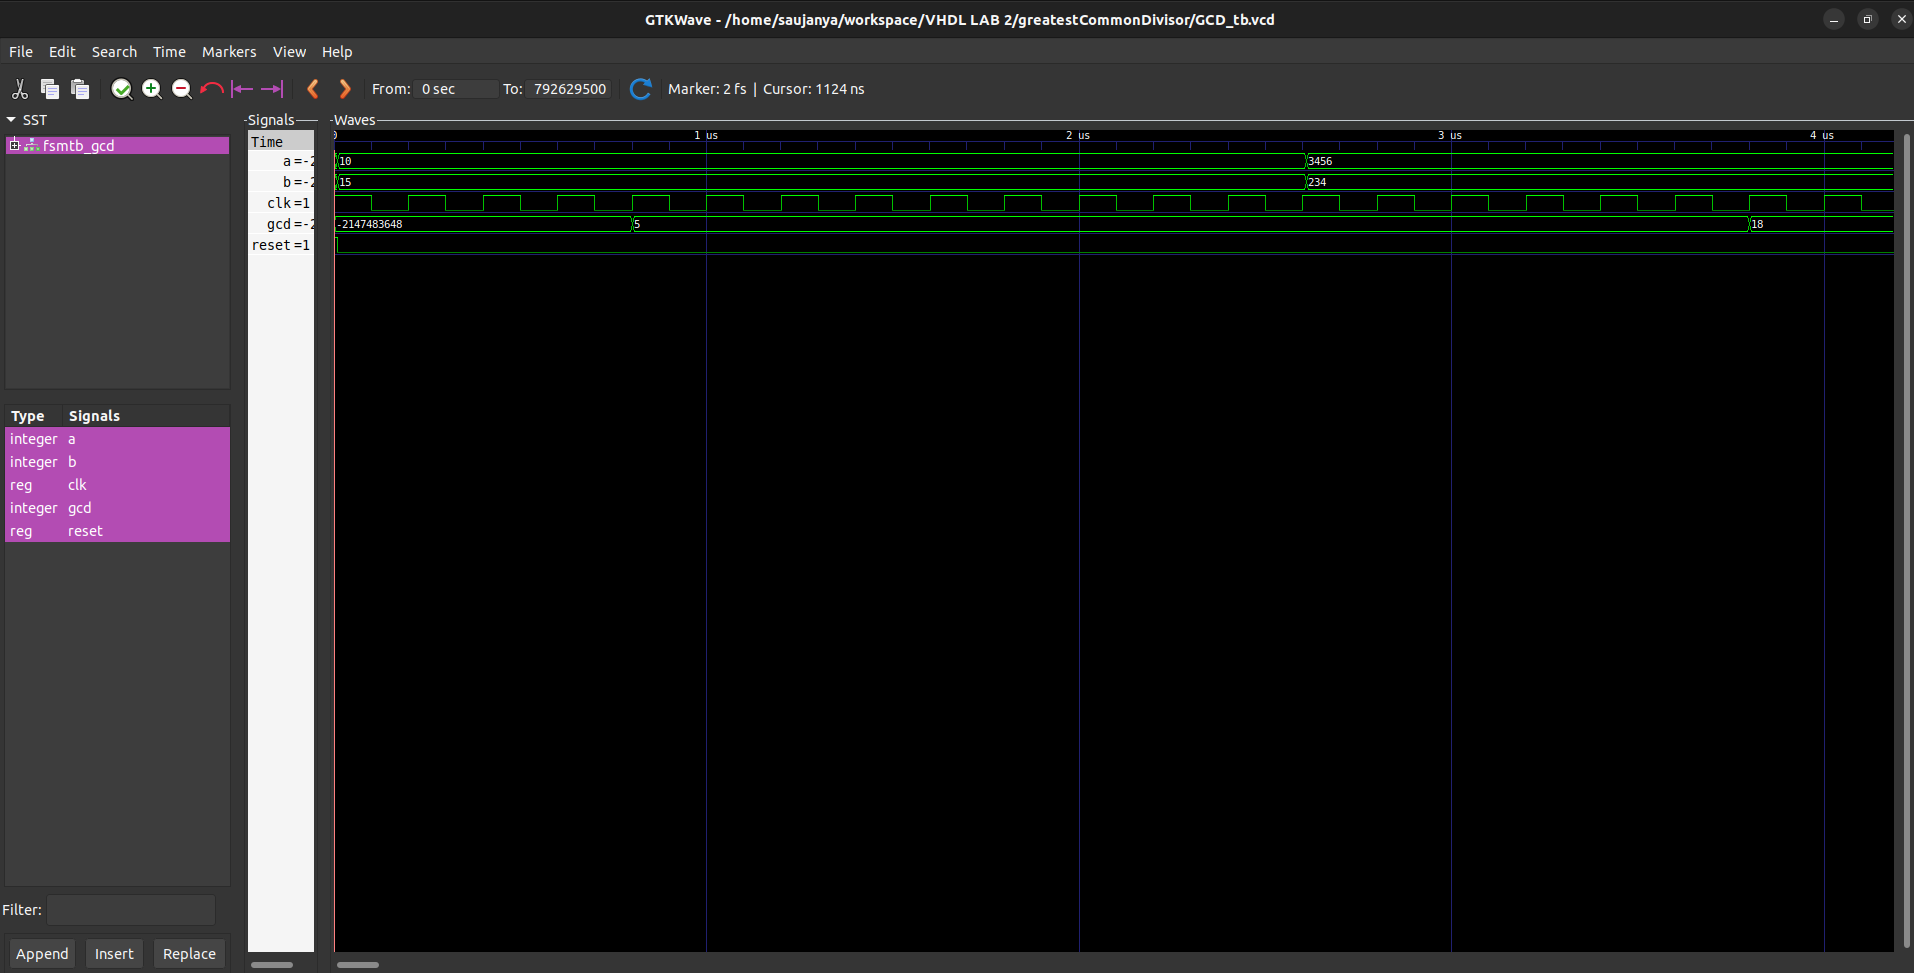 GTKWave - /home/saujanya/workspace/VHDL LAB 2/greatestCommonDivisor/GCD_tb.vcd
File Edit Search Time Markers View Help
From: 0 sec To: 792629500 Marker: 2 fs | Cursor: 1124 ns
SST
fsmtb_gcd
Type Signals
integer a
integer b
reg clk
integer gcd
reg reset
Filter:
Append Insert Replace
Signals
Time
a =-2
b =-2
clk =1
gcd =-2
reset =1
Waves
0 1 us 2 us 3 us 4 us
10 3456
15 234
-2147483648 5 18